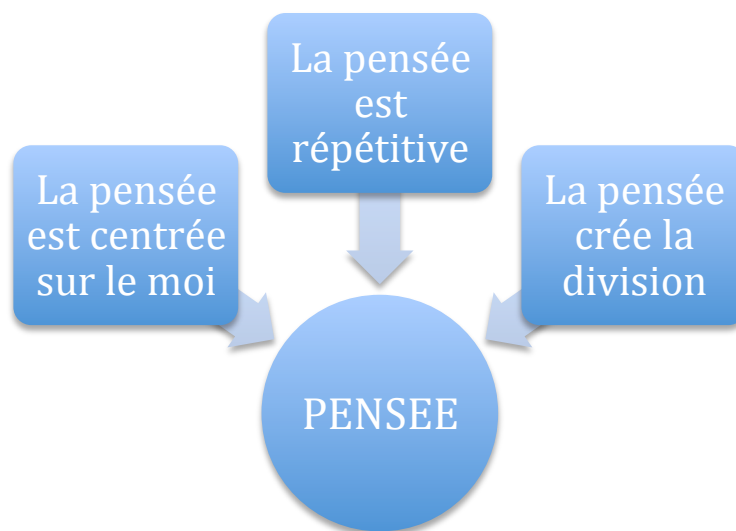 La pensée
est
répétitive
La pensée
est centrée
sur le moi
La pensée
crée la
division
PENSEE